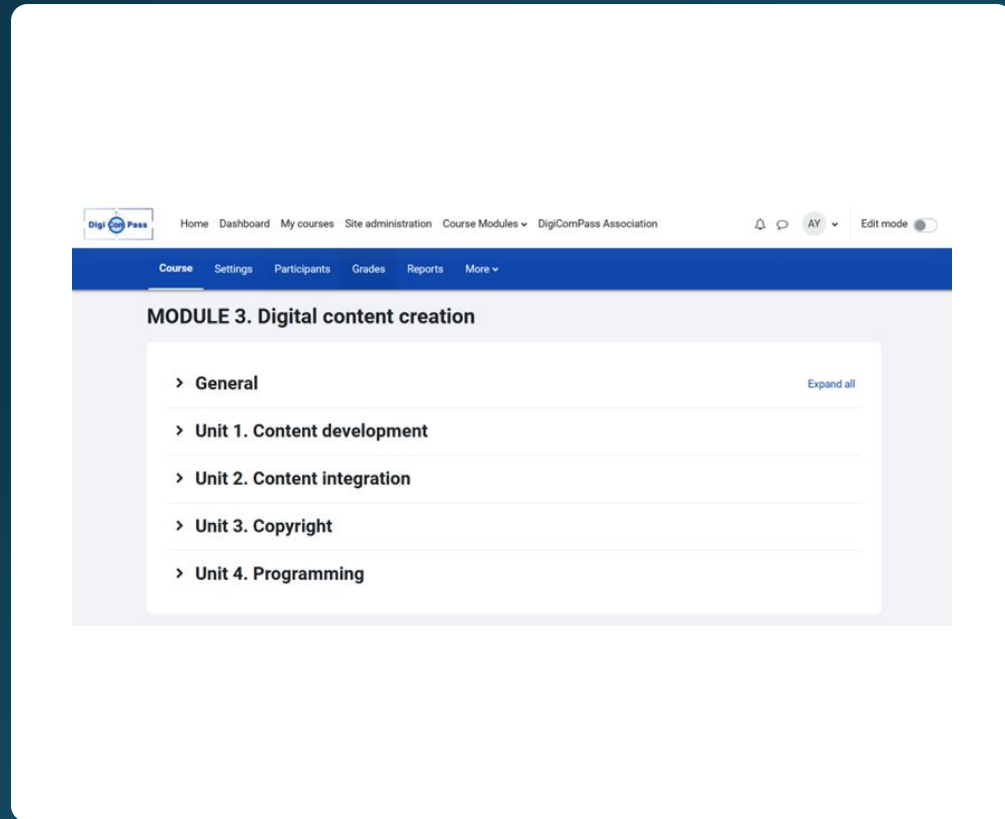 Digi Com Pass Home Dashboard My courses Site administration Course Modules DigiComPass Association AY Edit mode
Course Settings Participants Grades Reports More
MODULE 3. Digital content creation
General Expand all
Unit 1. Content development
Unit 2. Content integration
Unit 3. Copyright
Unit 4. Programming